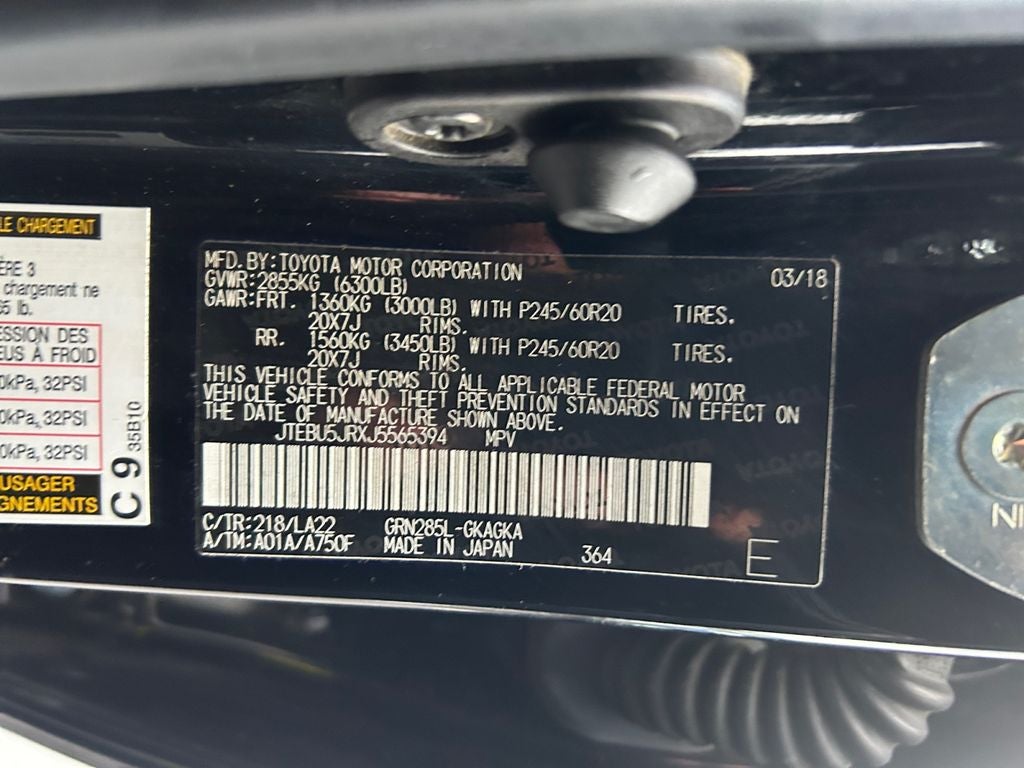 LE CHARGEMENT
ÈRE 3
chargement ne
65 lb.
ESSION DES
EUS À FROID
0kPa, 32PSI
0kPa, 32PSI
0kPa, 32PSI
USAGER
GNEMENTS
C 9
35B10
MFD. BY: TOYOTA MOTOR CORPORATION 03/18
GVWR: 2855KG (6300LB)
GAWR: FRT. 1360KG (3000LB) WITH P245/60R20 TIRES.
20X7J RIMS.
RR. 1560KG (3450LB) WITH P245/60R20 TIRES.
20X7J RIMS.
THIS VEHICLE CONFORMS TO ALL APPLICABLE FEDERAL MOTOR
VEHICLE SAFETY AND THEFT PREVENTION STANDARDS IN EFFECT ON
THE DATE OF MANUFACTURE SHOWN ABOVE.
JTEBU5JRXJ5565394 MPV
C/TR: 218/LA22 GRN285L-GKAGKA
A/TM: A01A/A750F MADE IN JAPAN 364
E
NI